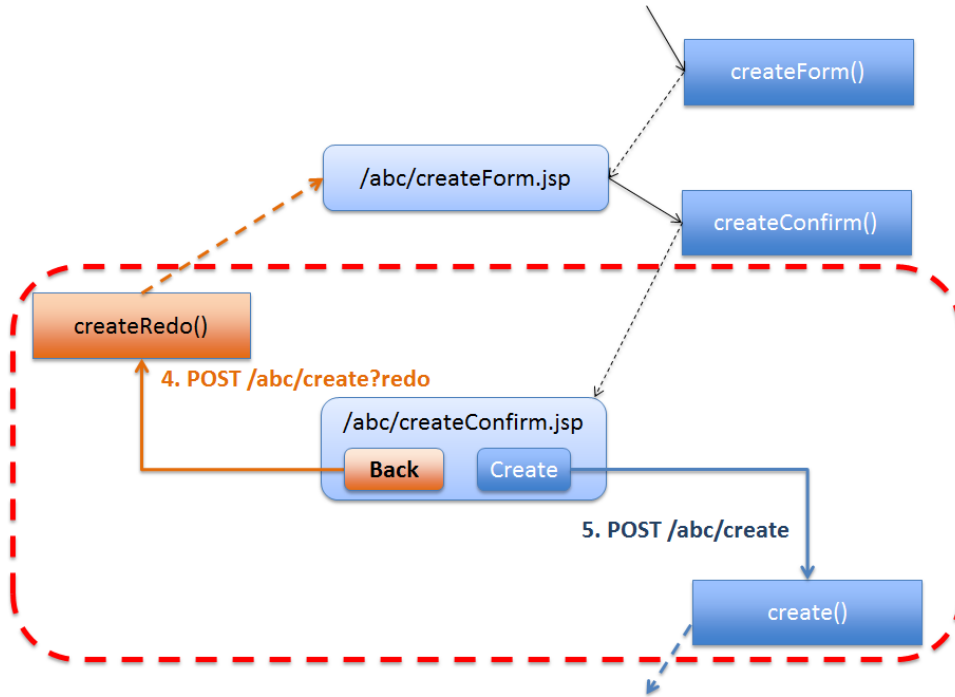 createForm()
/abc/createForm.jsp
createConfirm()
createRedo()
4. POST /abc/create?redo
/abc/createConfirm.jsp
Back
Create
5. POST /abc/create
create()